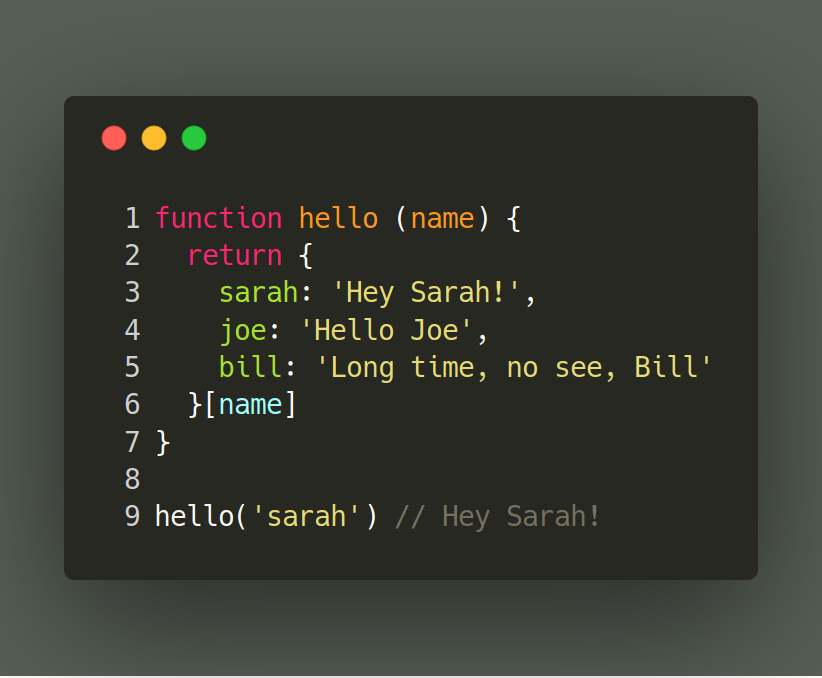 1 function hello (name) {
2   return {
3     sarah: 'Hey Sarah!',
4     joe: 'Hello Joe',
5     bill: 'Long time, no see, Bill'
6   }[name]
7 }
8
9 hello('sarah') // Hey Sarah!